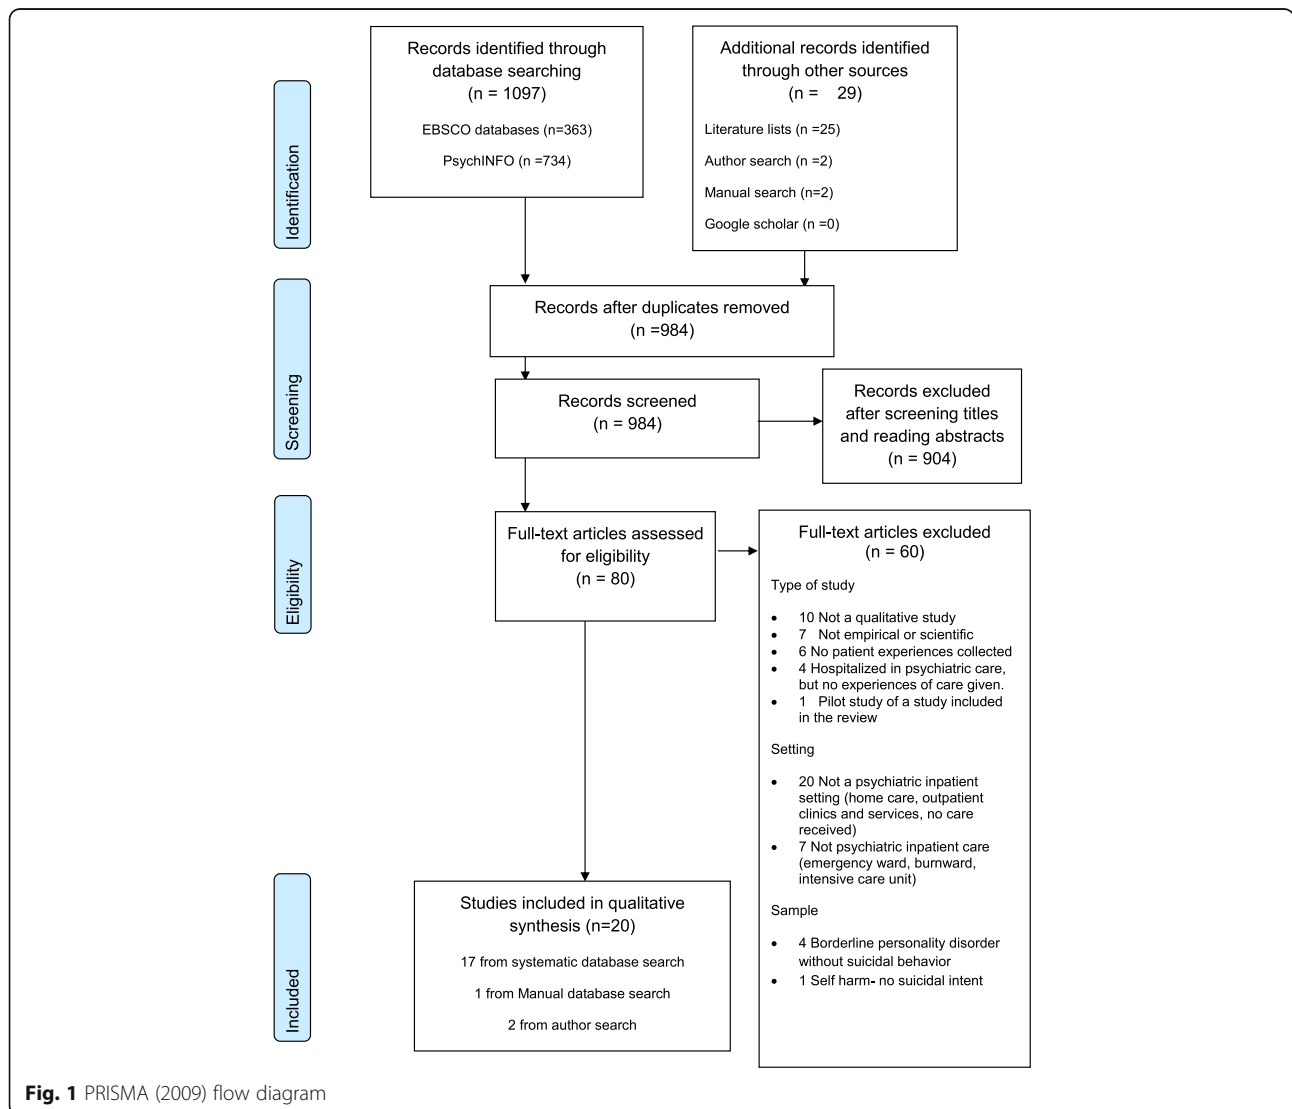 Records identified through
database searching
(n = 1097)
EBSCO databases (n=363)
PsychINFO (n =734)
Additional records identified
through other sources
(n = 29)
Literature lists (n =25)
Author search (n =2)
Manual search (n=2)
Google scholar (n =0)
Identification
Records after duplicates removed
(n =984)
Screening
Records screened
(n = 984)
Records excluded
after screening titles
and reading abstracts
(n = 904)
Eligibility
Full-text articles assessed
for eligibility
(n = 80)
Full-text articles excluded
(n = 60)
Type of study
• 10 Not a qualitative study
• 7 Not empirical or scientific
• 6 No patient experiences collected
• 4 Hospitalized in psychiatric care,
but no experiences of care given.
• 1 Pilot study of a study included
in the review
Setting
• 20 Not a psychiatric inpatient
setting (home care, outpatient
clinics and services, no care
received)
• 7 Not psychiatric inpatient care
(emergency ward, burnward,
intensive care unit)
Sample
• 4 Borderline personality disorder
without suicidal behavior
• 1 Self harm- no suicidal intent
Included
Studies included in qualitative
synthesis (n=20)
17 from systematic database search
1 from Manual database search
2 from author search
Fig. 1 PRISMA (2009) flow diagram